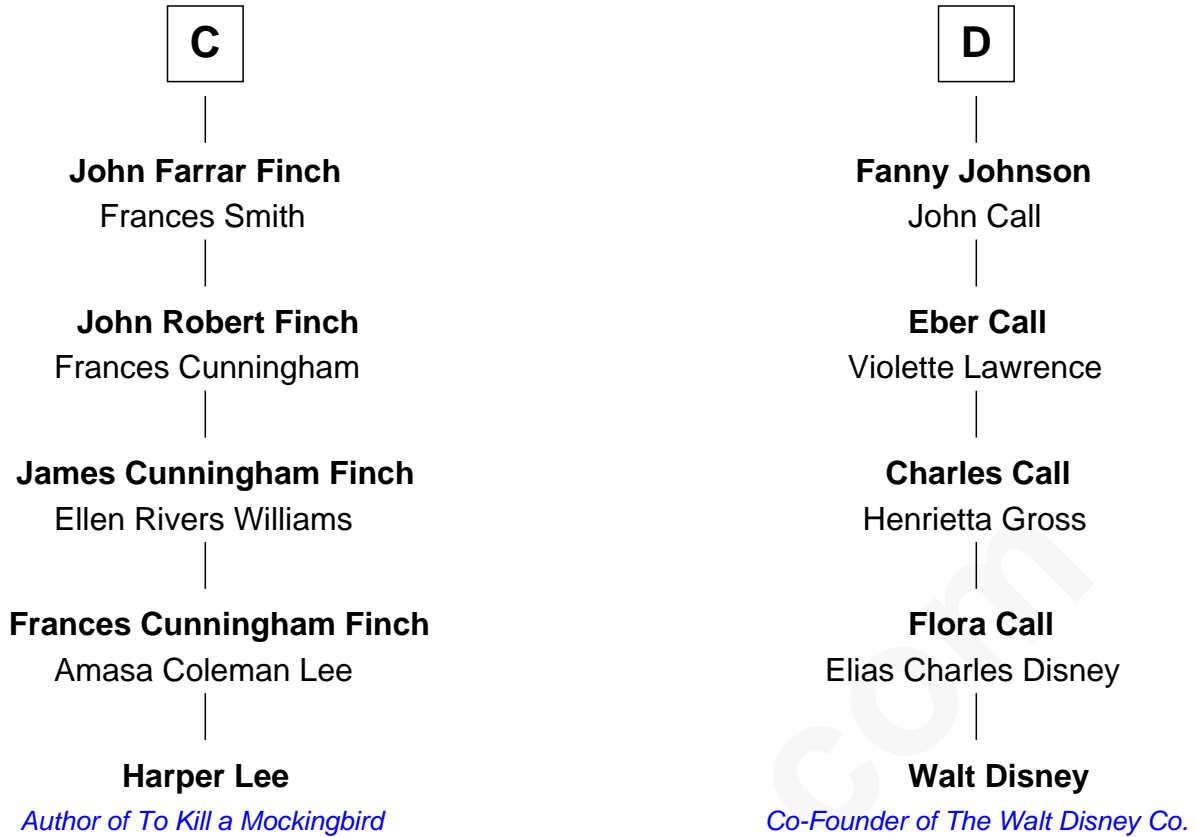 C
John Farrar Finch
Frances Smith
John Robert Finch
Frances Cunningham
James Cunningham Finch
Ellen Rivers Williams
Frances Cunningham Finch
Amasa Coleman Lee
Harper Lee
Author of To Kill a Mockingbird
D
Fanny Johnson
John Call
Eber Call
Violette Lawrence
Charles Call
Henrietta Gross
Flora Call
Elias Charles Disney
Walt Disney
Co-Founder of The Walt Disney Co.
com